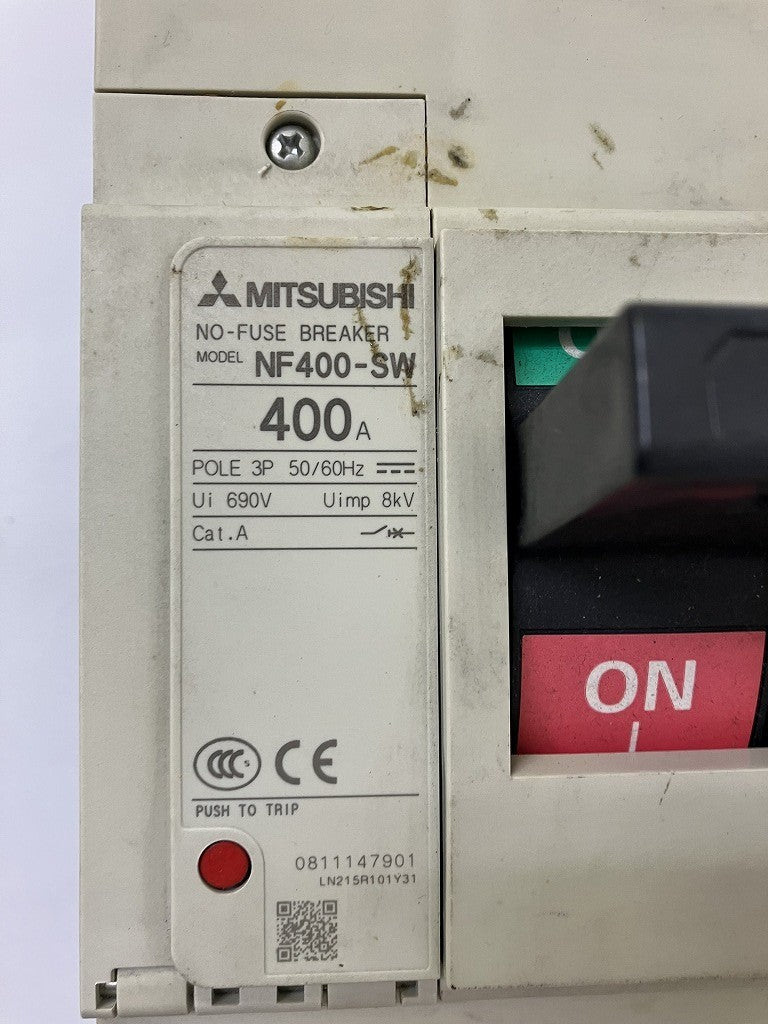 MITSUBISHI
NO-FUSE BREAKER
MODEL NF400-SW
400A
POLE 3P 50/60Hz
Ui 690V Uimp 8kV
Cat.A
CCC S CE
PUSH TO TRIP
0811147901
LN215R101Y31
ON